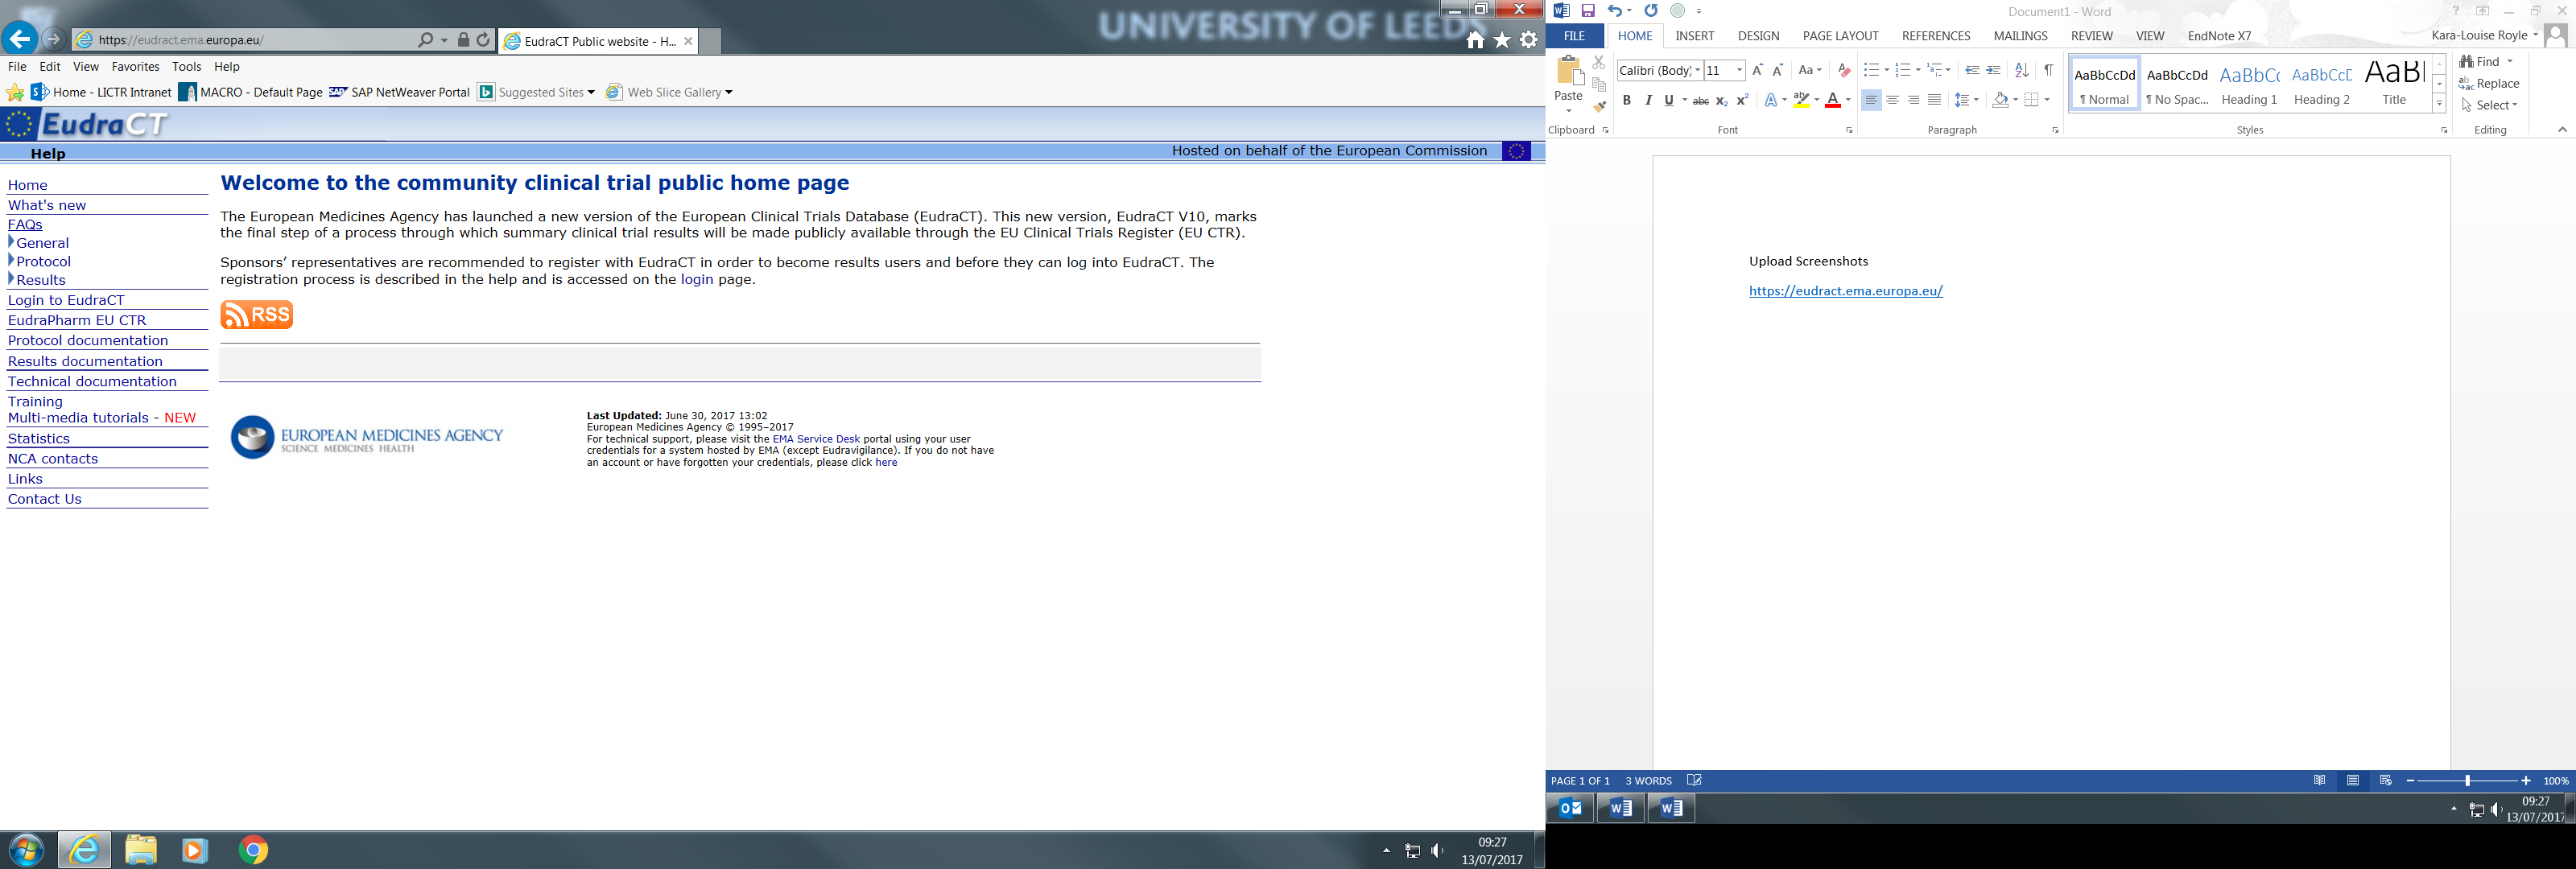 UNIVERSITY OF LEEDS
https://eudract.ema.europa.eu/
EudraCT Public website - H...
File Edit View Favorites Tools Help
Home - LICTR Intranet MACRO - Default Page SAP NetWeaver Portal Suggested Sites Web Slice Gallery
EudraCT
Help
Hosted on behalf of the European Commission
Home
What's new
FAQs
General
Protocol
Results
Login to EudraCT
EudraPharm EU CTR
Protocol documentation
Results documentation
Technical documentation
Training
Multi-media tutorials - NEW
Statistics
NCA contacts
Links
Contact Us
Welcome to the community clinical trial public home page
The European Medicines Agency has launched a new version of the European Clinical Trials Database (EudraCT). This new version, EudraCT V10, marks
the final step of a process through which summary clinical trial results will be made publicly available through the EU Clinical Trials Register (EU CTR).
Sponsors’ representatives are recommended to register with EudraCT in order to become results users and before they can log into EudraCT. The
registration process is described in the help and is accessed on the login page.
RSS
EUROPEAN MEDICINES AGENCY
SCIENCE MEDICINES HEALTH
Last Updated: June 30, 2017 13:02
European Medicines Agency © 1995–2017
For technical support, please visit the EMA Service Desk portal using your user
credentials for a system hosted by EMA (except Eudravigilance). If you do not have
an account or have forgotten your credentials, please click here
09:27
13/07/2017
Document1 - Word
FILE HOME INSERT DESIGN PAGE LAYOUT REFERENCES MAILINGS REVIEW VIEW EndNote X7
Kara-Louise Royle
Paste
Calibri (Body) 11
Aa
B I U abc X2 X2 A ab A
AaBbCcDd AaBbCcDd AaBbCc AaBbCcD AaBl
¶ Normal ¶ No Spac... Heading 1 Heading 2 Title
Find
Replace
Select
Clipboard Font Paragraph Styles Editing
Upload Screenshots
https://eudract.ema.europa.eu/
PAGE 1 OF 1 3 WORDS
100%
09:27
13/07/2017